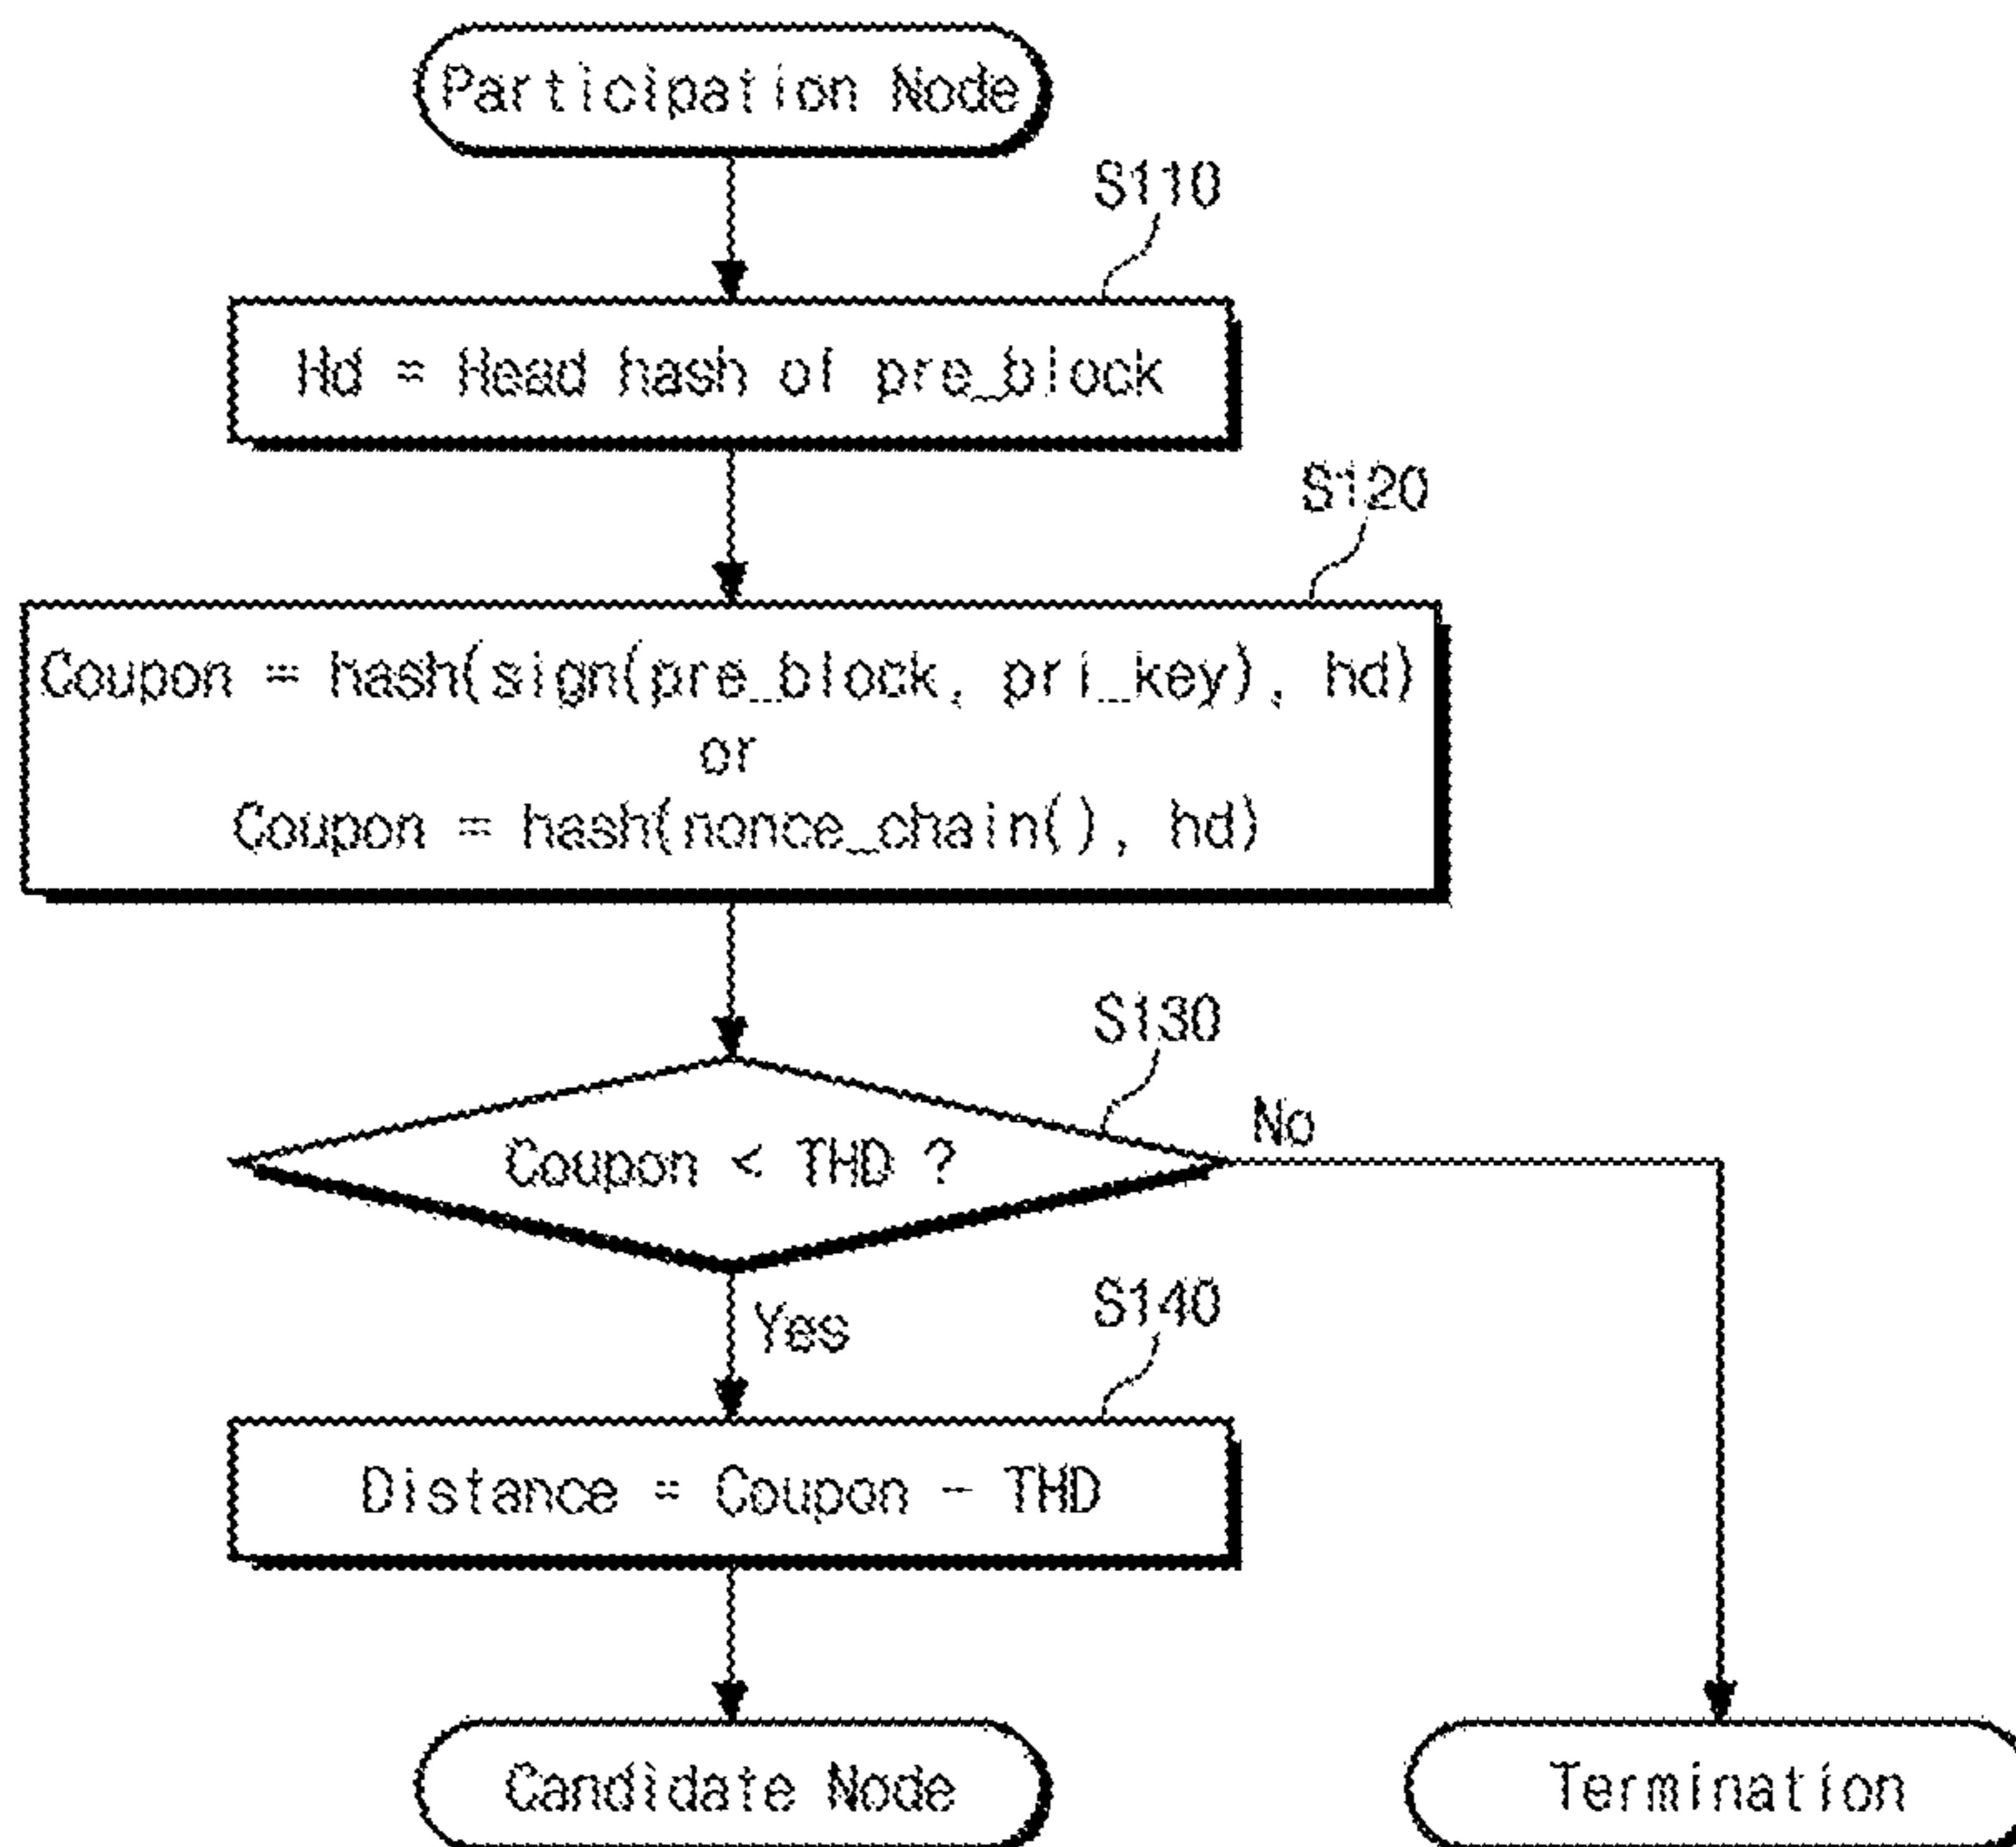 Participation Node
S110
Hd = Head hash of pre_block
S120
Coupon = hash(sign(pre_block, pri_key), hd)
or
Coupon = hash(nonce_chain(), hd)
S130
Coupon < THD ?
No
Yes
S140
Distance = Coupon - THD
Candidate Node
Termination